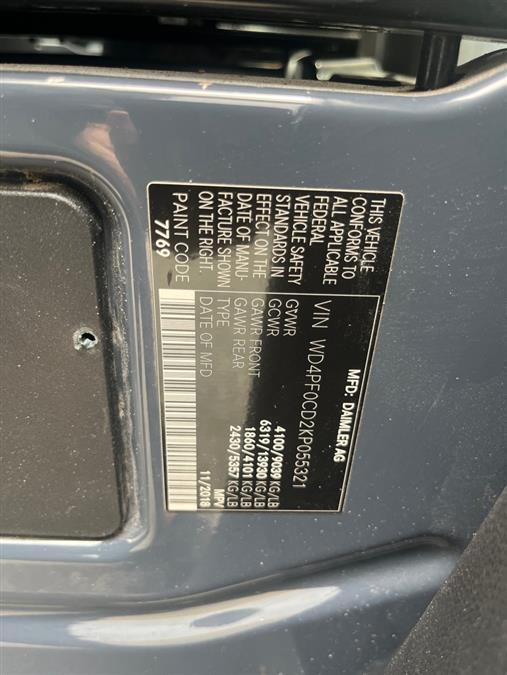 MFD: DAIMLER AG
THIS VEHICLE
CONFORMS TO
ALL APPLICABLE
FEDERAL
VEHICLE SAFETY
STANDARDS IN
EFFECT ON THE
DATE OF MANU-
FACTURE SHOWN
ON THE RIGHT.
PAINT CODE
7769
VIN WD4PF0CD2KP055321
GVWR 4100/9039 KG/LB
GCWR 6319/13930 KG/LB
GAWR FRONT 1860/4101 KG/LB
GAWR REAR 2430/5357 KG/LB
TYPE MPV
DATE OF MFD 11/2018